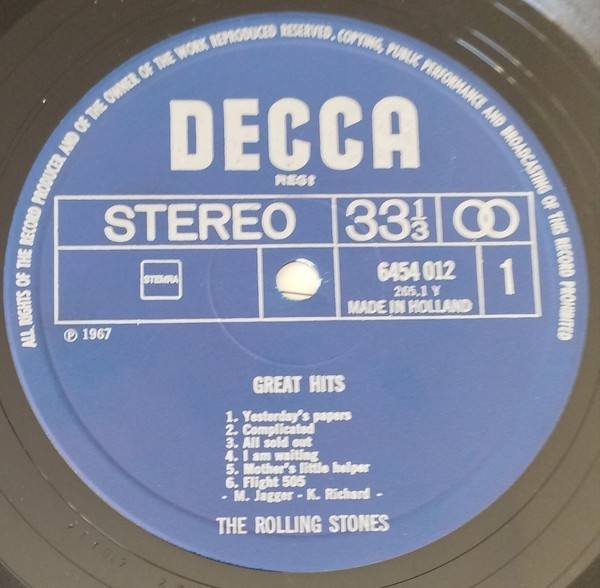 ALL RIGHTS OF THE RECORD PRODUCER AND OF THE OWNER OF THE WORK REPRODUCED RESERVED. COPYING, PUBLIC PERFORMANCE AND BROADCASTING OF THIS RECORD PROHIBITED
DECCA
REGt
STEREO 33⅓
STEMRA 6454 012 1
265.1 Y
MADE IN HOLLAND
℗ 1967
GREAT HITS
1. Yesterday's papers
2. Complicated
3. All sold out
4. I am waiting
5. Mother's little helper
6. Flight 505
- M. Jagger - K. Richard -
THE ROLLING STONES